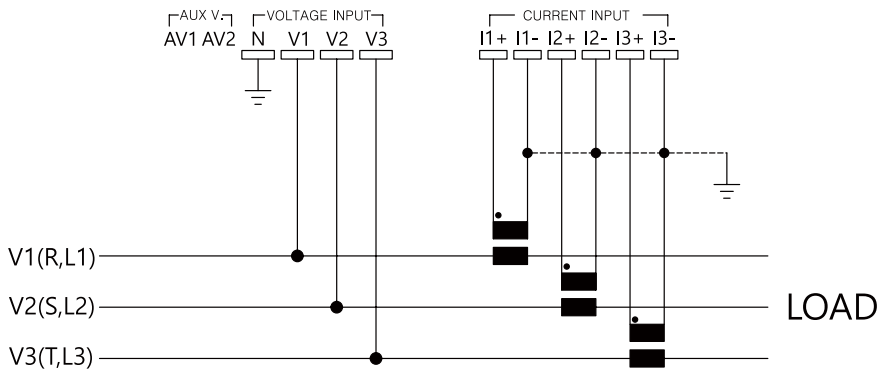 AUX V. VOLTAGE INPUT CURRENT INPUT
AV1 AV2 N V1 V2 V3 I1+ I1- I2+ I2- I3+ I3-
V1(R,L1)
V2(S,L2) LOAD
V3(T,L3)